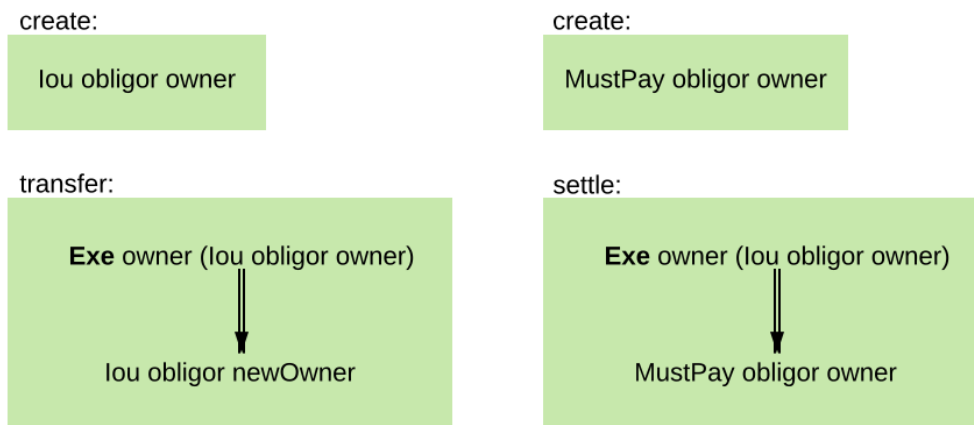 create:
Iou obligor owner
create:
MustPay obligor owner
transfer:
Exe owner (Iou obligor owner)
Iou obligor newOwner
settle:
Exe owner (Iou obligor owner)
MustPay obligor owner